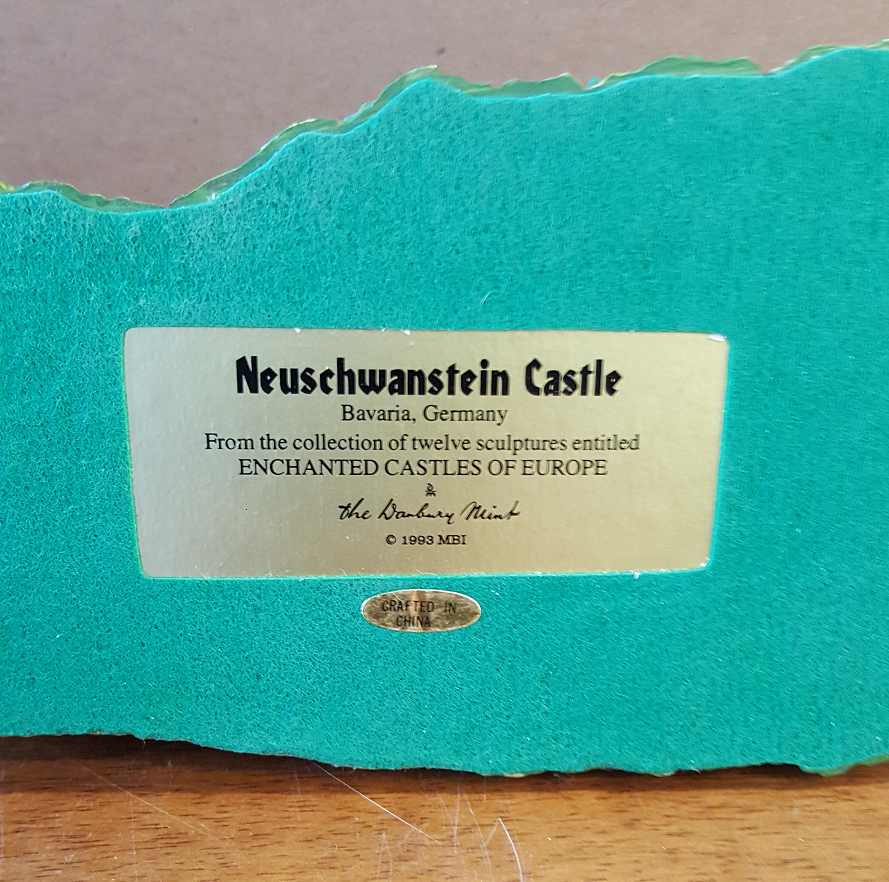 Neuschwanstein Castle
Bavaria, Germany
From the collection of twelve sculptures entitled
ENCHANTED CASTLES OF EUROPE
the Danbury Mint
© 1993 MBI
CRAFTED IN
CHINA